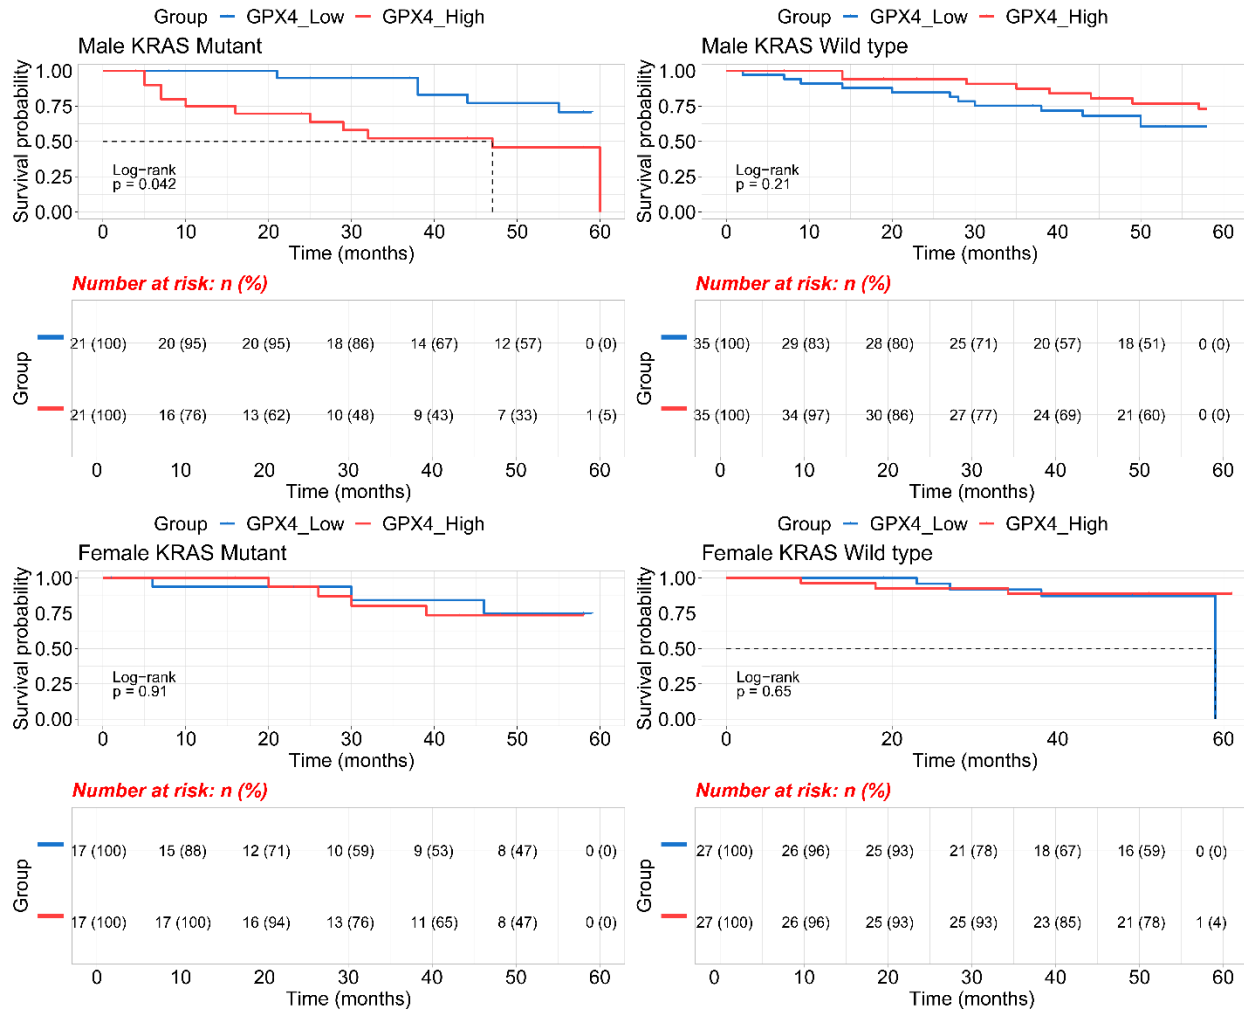 Group GPX4_Low GPX4_High
Male KRAS Mutant
Survival probability
1.00
0.75
0.50
0.25
0.00
Log-rank
p = 0.042
0 10 20 30 40 50 60
Time (months)
Number at risk: n (%)
Group
21 (100) 20 (95) 20 (95) 18 (86) 14 (67) 12 (57) 0 (0)
21 (100) 16 (76) 13 (62) 10 (48) 9 (43) 7 (33) 1 (5)
0 10 20 30 40 50 60
Time (months)
Group GPX4_Low GPX4_High
Male KRAS Wild type
Survival probability
1.00
0.75
0.50
0.25
0.00
Log-rank
p = 0.21
0 10 20 30 40 50 60
Time (months)
Number at risk: n (%)
Group
35 (100) 29 (83) 28 (80) 25 (71) 20 (57) 18 (51) 0 (0)
35 (100) 34 (97) 30 (86) 27 (77) 24 (69) 21 (60) 0 (0)
0 10 20 30 40 50 60
Time (months)
Group GPX4_Low GPX4_High
Female KRAS Mutant
Survival probability
1.00
0.75
0.50
0.25
0.00
Log-rank
p = 0.91
0 10 20 30 40 50 60
Time (months)
Number at risk: n (%)
Group
17 (100) 15 (88) 12 (71) 10 (59) 9 (53) 8 (47) 0 (0)
17 (100) 17 (100) 16 (94) 13 (76) 11 (65) 8 (47) 0 (0)
0 10 20 30 40 50 60
Time (months)
Group GPX4_Low GPX4_High
Female KRAS Wild type
Survival probability
1.00
0.75
0.50
0.25
0.00
Log-rank
p = 0.65
0 20 40 60
Time (months)
Number at risk: n (%)
Group
27 (100) 26 (96) 25 (93) 21 (78) 18 (67) 16 (59) 0 (0)
27 (100) 26 (96) 25 (93) 25 (93) 23 (85) 21 (78) 1 (4)
0 10 20 30 40 50 60
Time (months)